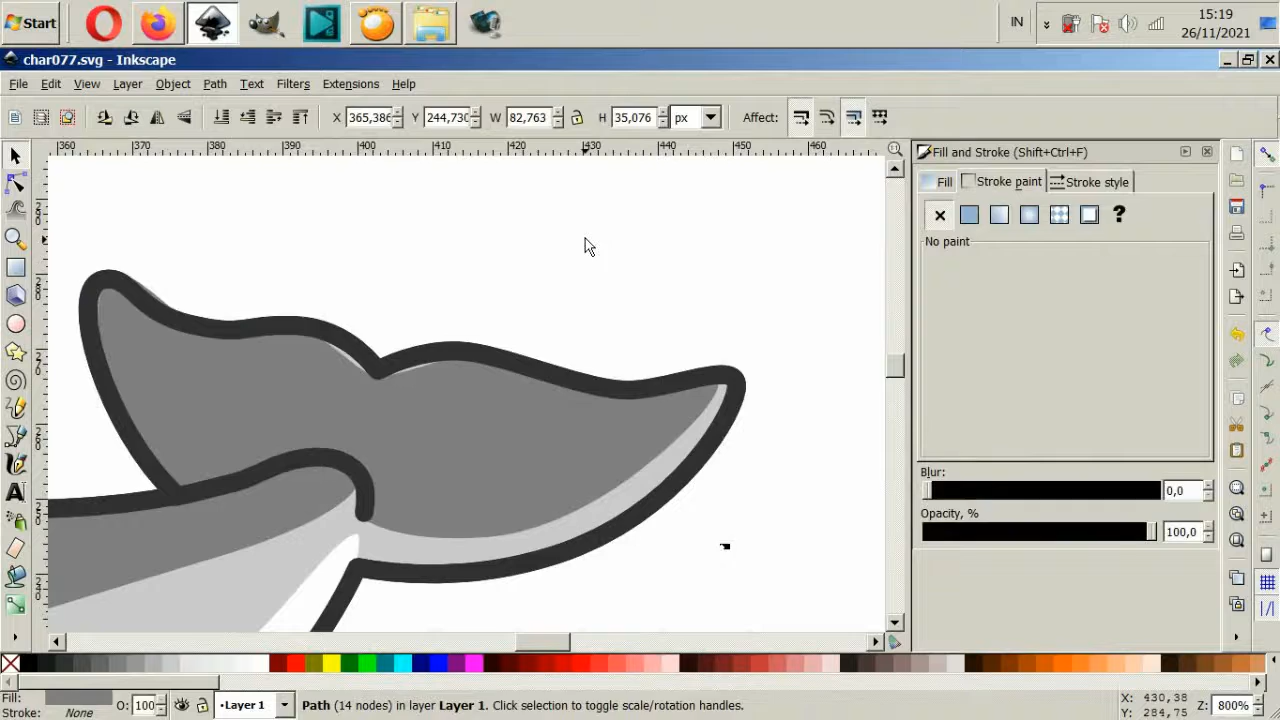 Start
IN
15:19
26/11/2021
char077.svg - Inkscape
File Edit View Layer Object Path Text Filters Extensions Help
X 365,386 Y 244,730 W 82,763 H 35,076 px Affect:
360 370 380 390 400 410 420 430 440 450 460
Fill and Stroke (Shift+Ctrl+F)
Fill Stroke paint Stroke style
?
No paint
Blur:
0,0
Opacity, %
100,0
A
Fill:
Stroke: None
O: 100
•Layer 1
Path (14 nodes) in layer Layer 1. Click selection to toggle scale/rotation handles.
X: 430,38
Y: 284,75
Z: 800%